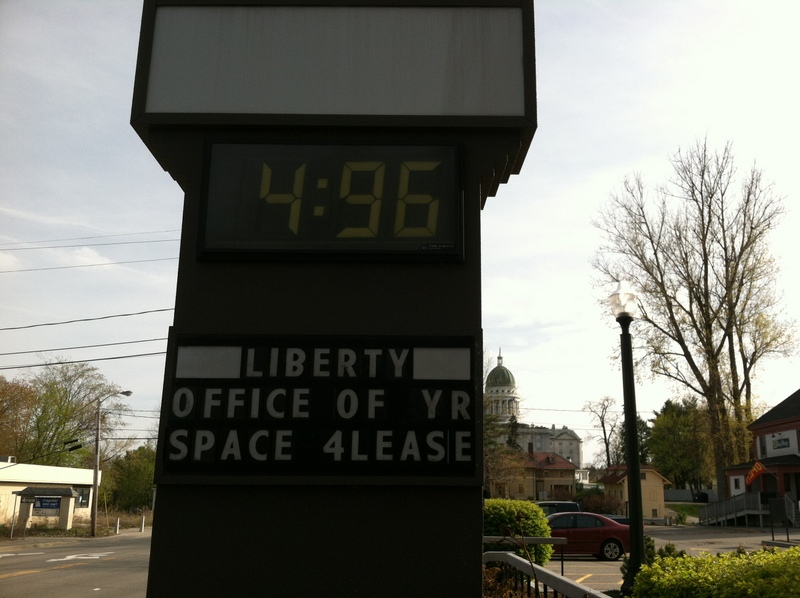 4:96
LIBERTY
OFFICE OF YR
SPACE 4LEASE